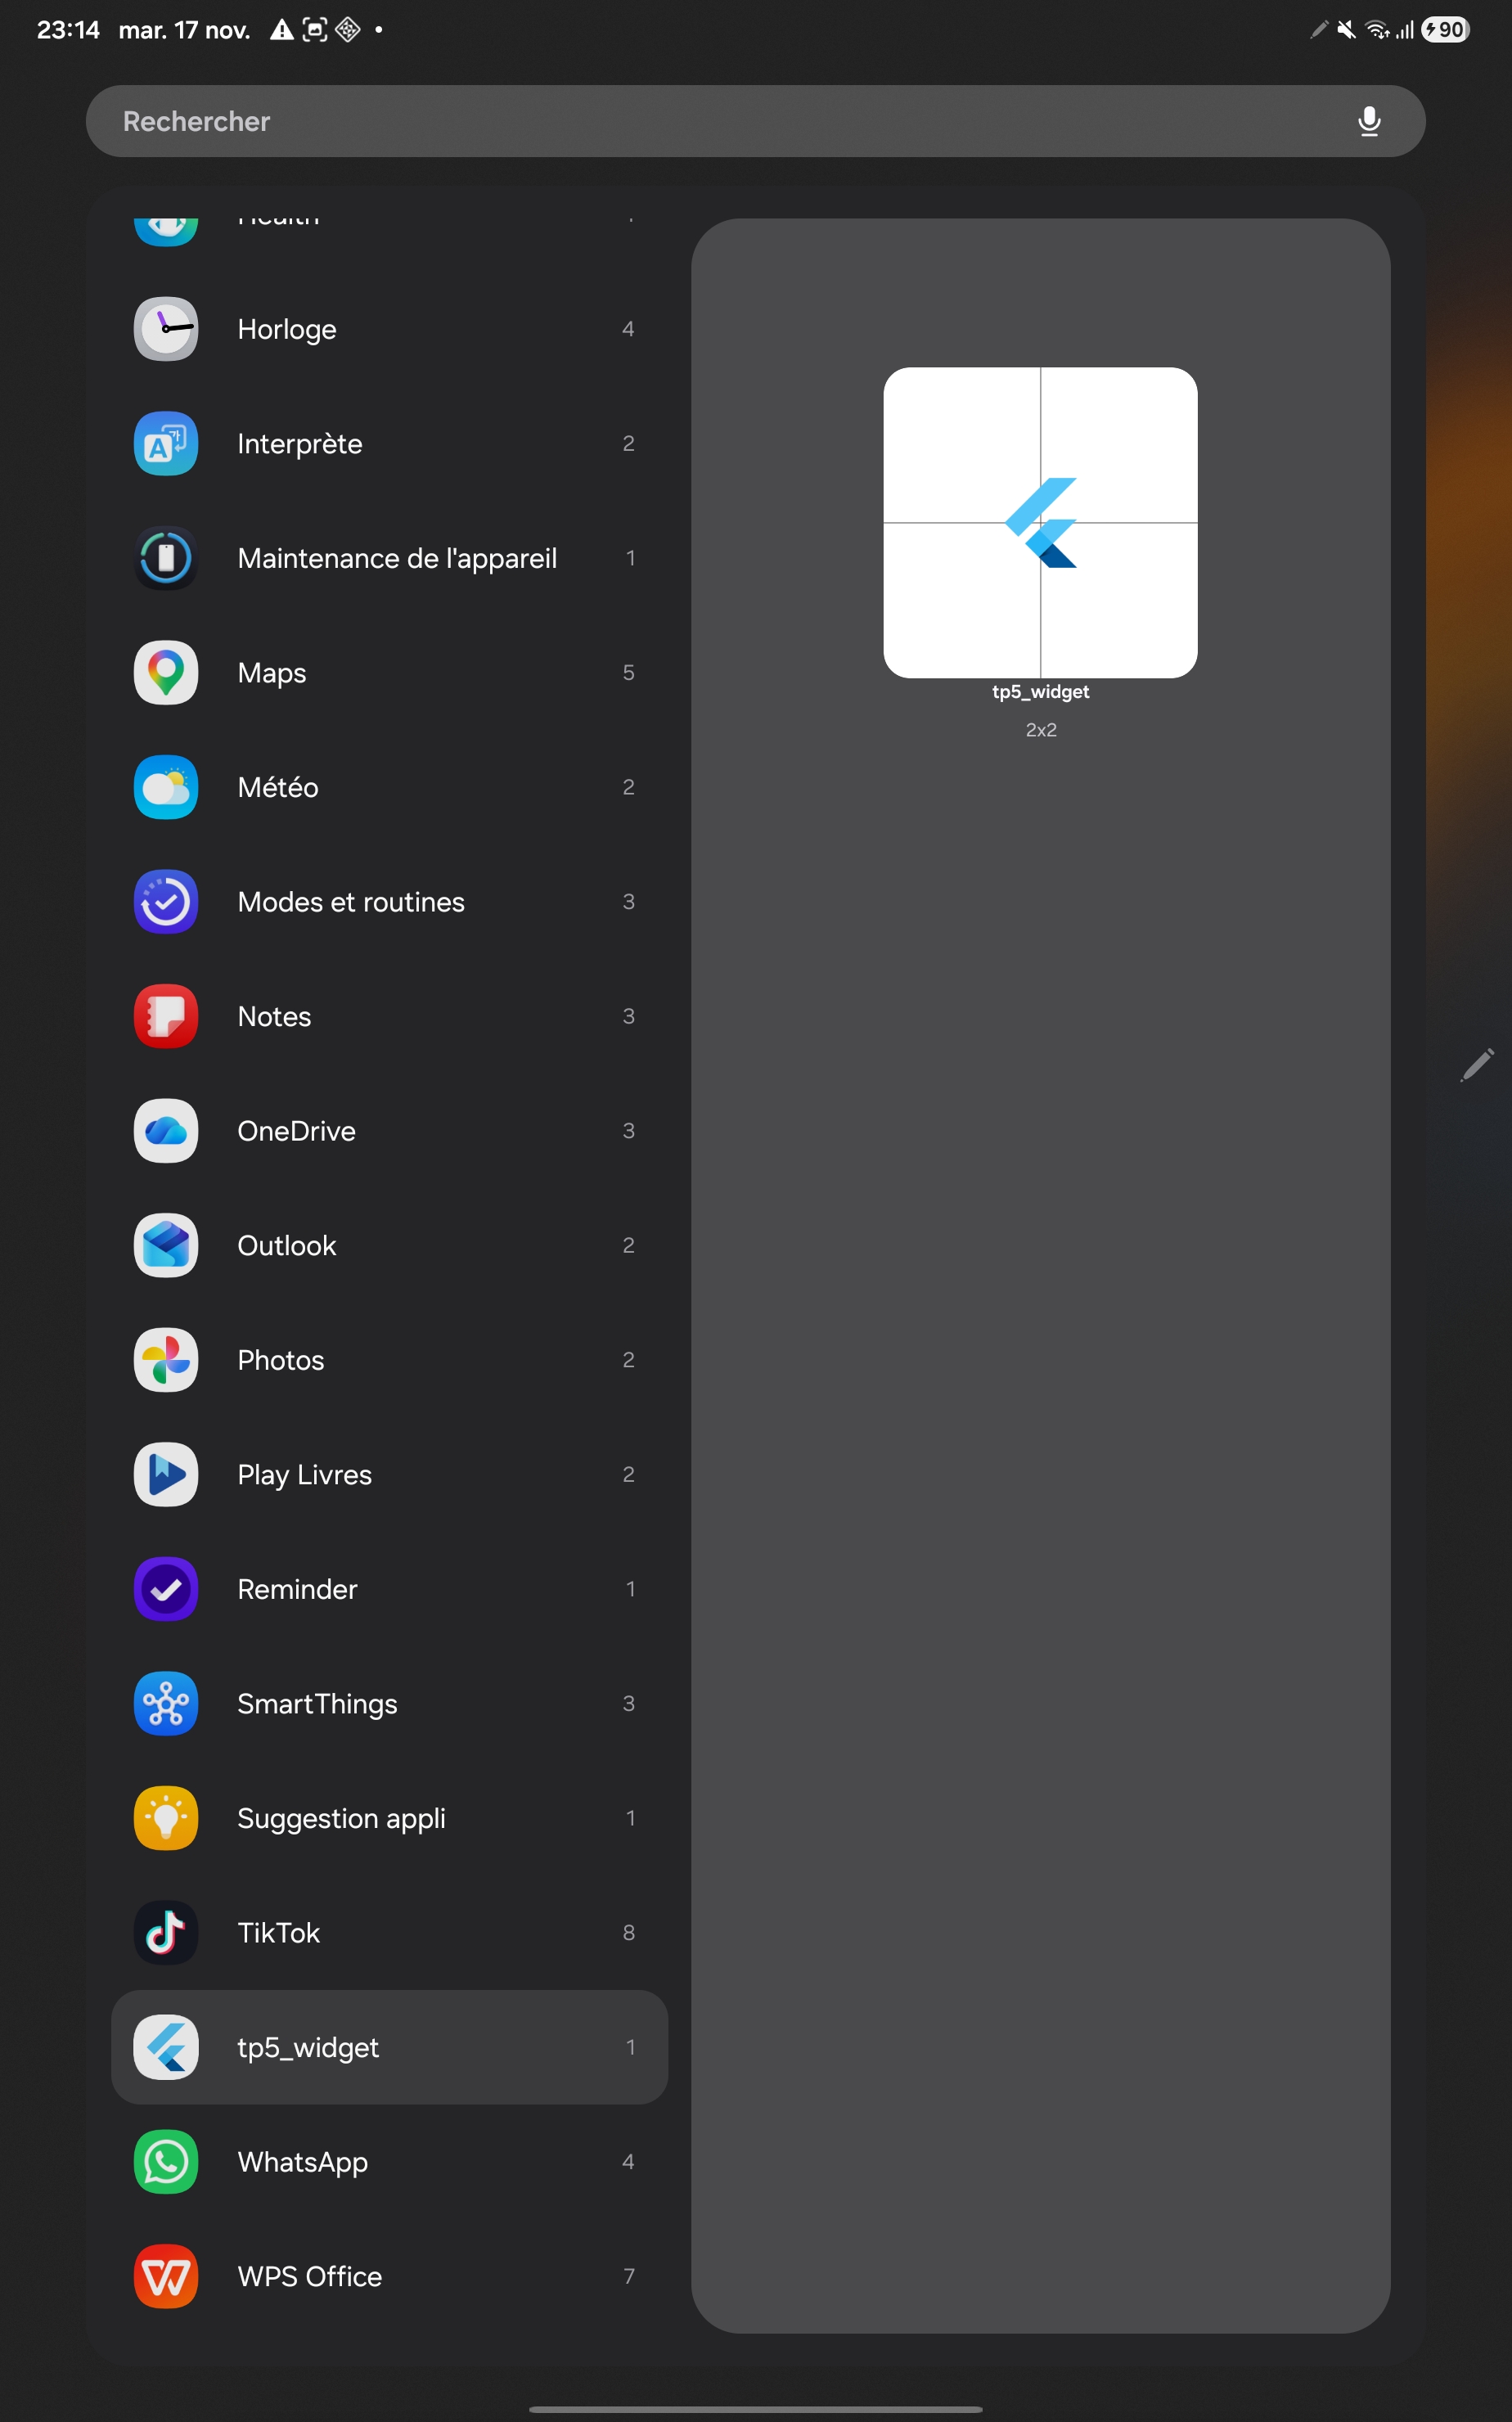 23:14 mar. 17 nov.
90
Rechercher
Health
Horloge 4
Interprète 2
Maintenance de l'appareil 1
Maps 5
Météo 2
Modes et routines 3
Notes 3
OneDrive 3
Outlook 2
Photos 2
Play Livres 2
Reminder 1
SmartThings 3
Suggestion appli 1
TikTok 8
tp5_widget 1
WhatsApp 4
WPS Office 7
tp5_widget
2x2